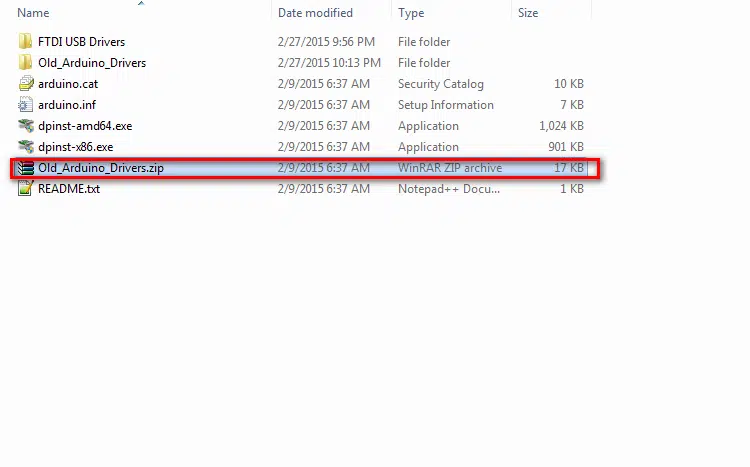 Name Date modified Type Size
FTDI USB Drivers 2/27/2015 9:56 PM File folder
Old_Arduino_Drivers 2/27/2015 10:13 PM File folder
arduino.cat 2/9/2015 6:37 AM Security Catalog 10 KB
arduino.inf 2/9/2015 6:37 AM Setup Information 7 KB
dpinst-amd64.exe 2/9/2015 6:37 AM Application 1,024 KB
dpinst-x86.exe 2/9/2015 6:37 AM Application 901 KB
Old_Arduino_Drivers.zip 2/9/2015 6:37 AM WinRAR ZIP archive 17 KB
README.txt 2/9/2015 6:37 AM Notepad++ Docu... 1 KB